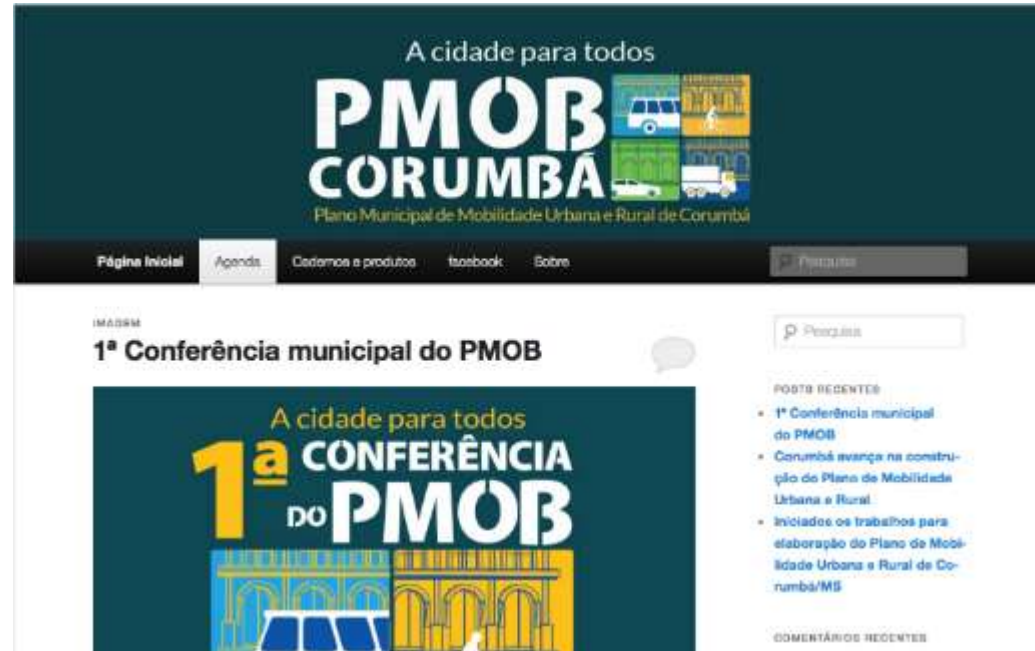 A cidade para todos
PMOB
CORUMBÁ
Plano Municipal de Mobilidade Urbana e Rural de Corumbá
Página Inicial Agenda Cadernos e produtos facebook Sobre Pesquisa
IMAGEM
1ª Conferência municipal do PMOB
A cidade para todos
1ª CONFERÊNCIA
DO PMOB
Pesquisa
POSTS RECENTES
1ª Conferência municipal
do PMOB
Corumbá avança na constru-
ção do Plano de Mobilidade
Urbana e Rural
Iniciados os trabalhos para
elaboração do Plano de Mobi-
lidade Urbana e Rural de Co-
rumbá/MS
COMENTÁRIOS RECENTES